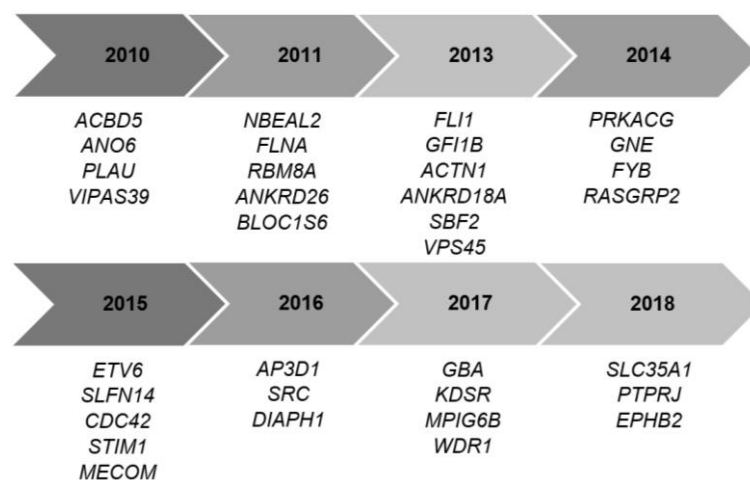 2010 2011 2013 2014
ACBD5 NBEAL2 FLI1 PRKACG
ANO6 FLNA GFI1B GNE
PLAU RBM8A ACTN1 FYB
VIPAS39 ANKRD26 ANKRD18A RASGRP2
BLOC1S6 SBF2
VPS45
2015 2016 2017 2018
ETV6 AP3D1 GBA SLC35A1
SLFN14 SRC KDSR PTPRJ
CDC42 DIAPH1 MPIG6B EPHB2
STIM1 WDR1
MECOM